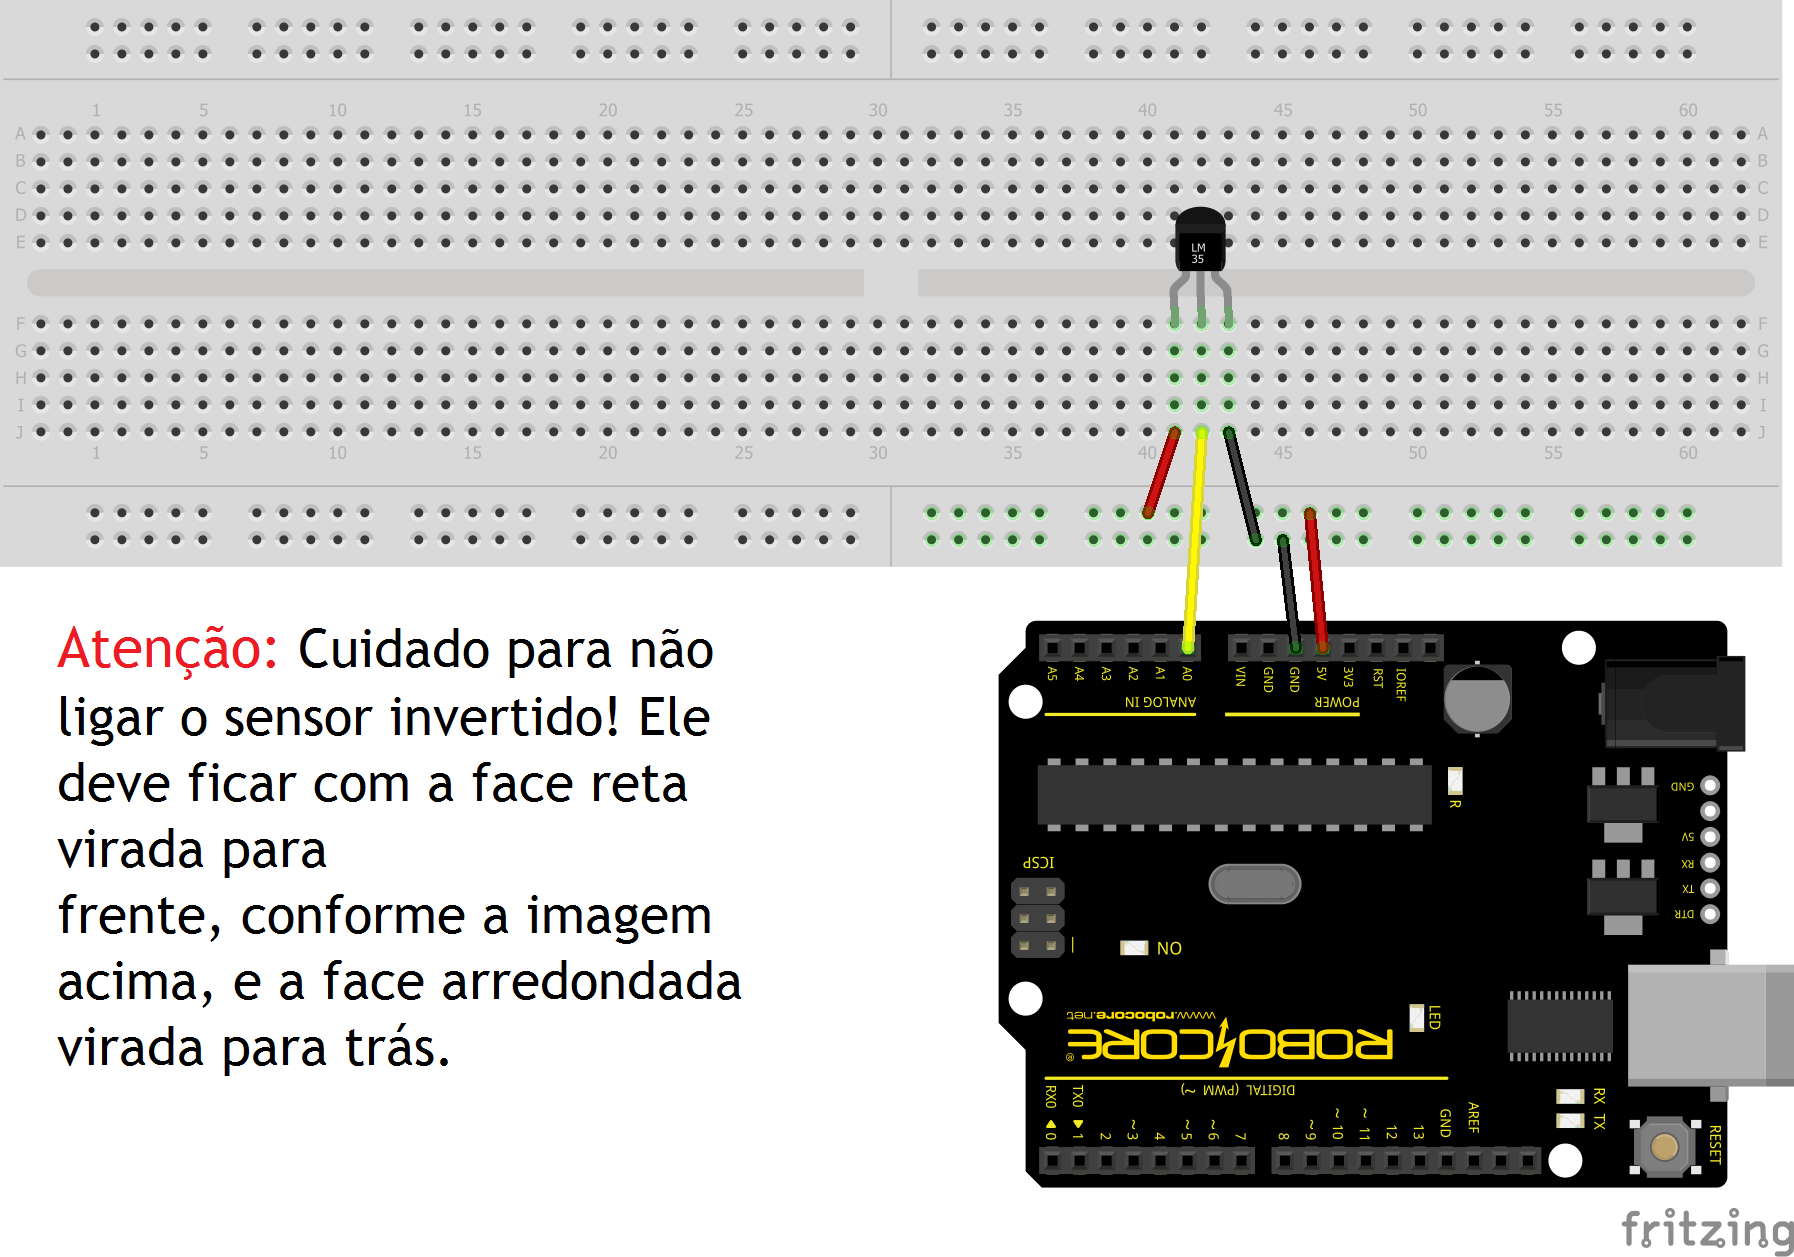 1 5 10 15 20 25 30 35 40 45 50 55 60
A A
B B
C C
D D
E E
LM
35
F F
G G
H H
I I
J J
1 5 10 15 20 25 30 35 40 45 50 55 60
Atenção: Cuidado para não
ligar o sensor invertido! Ele
deve ficar com a face reta
virada para
frente, conforme a imagem
acima, e a face arredondada
virada para trás.
A5 A4 A3 A2 A1 A0 VIN GND GND 5V 3V3 RST IOREF
ANALOG IN POWER
R
GND
5V
RX
TX
DTR
ICSP
1
ON
LED
www.robocore.net
ROBOCORE®
DIGITAL (PWM ~)
RX0 TX0
0 1 2 ~3 4 ~5 ~6 7 8 ~9 ~10 ~11 12 13 GND AREF
RX
TX
RESET
fritzing